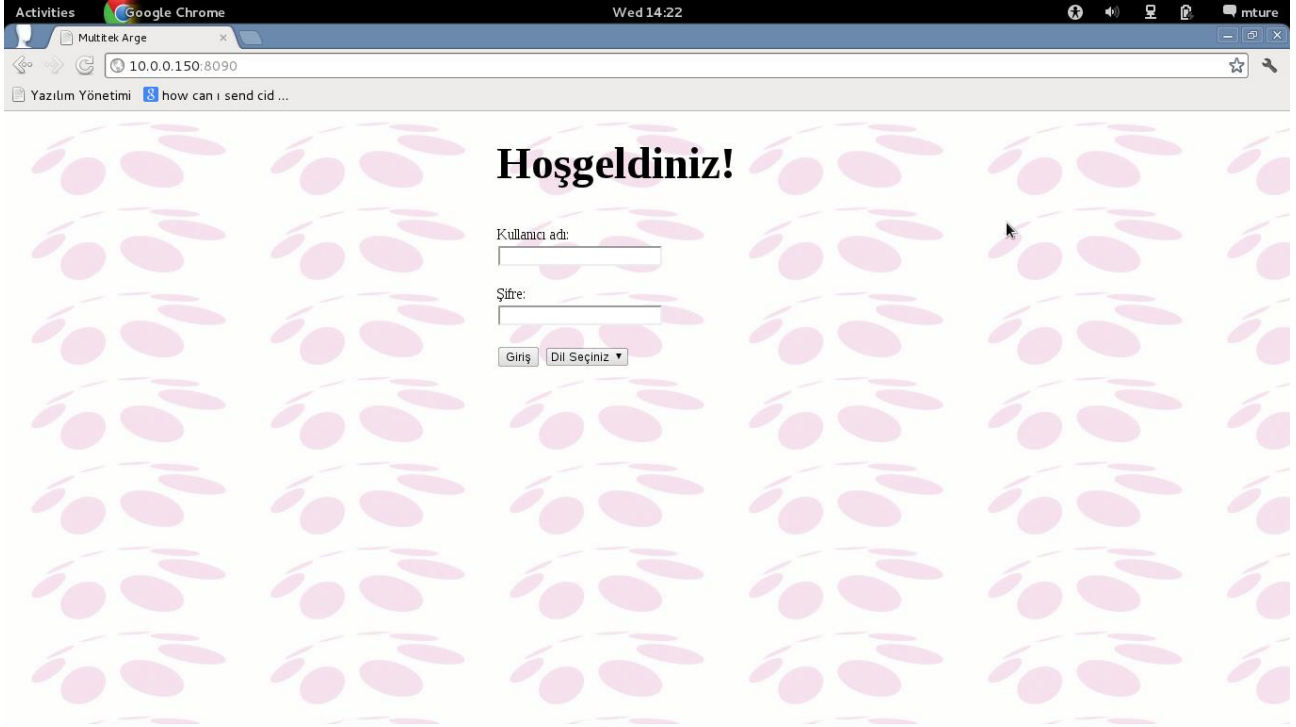 Activities Google Chrome Wed 14:22 mture
Multitek Arge
10.0.0.150:8090
Yazılım Yönetimi 8 how can ı send cid ...
Hoşgeldiniz!
Kullanıcı adı:
Şifre:
Giriş Dil Seçiniz